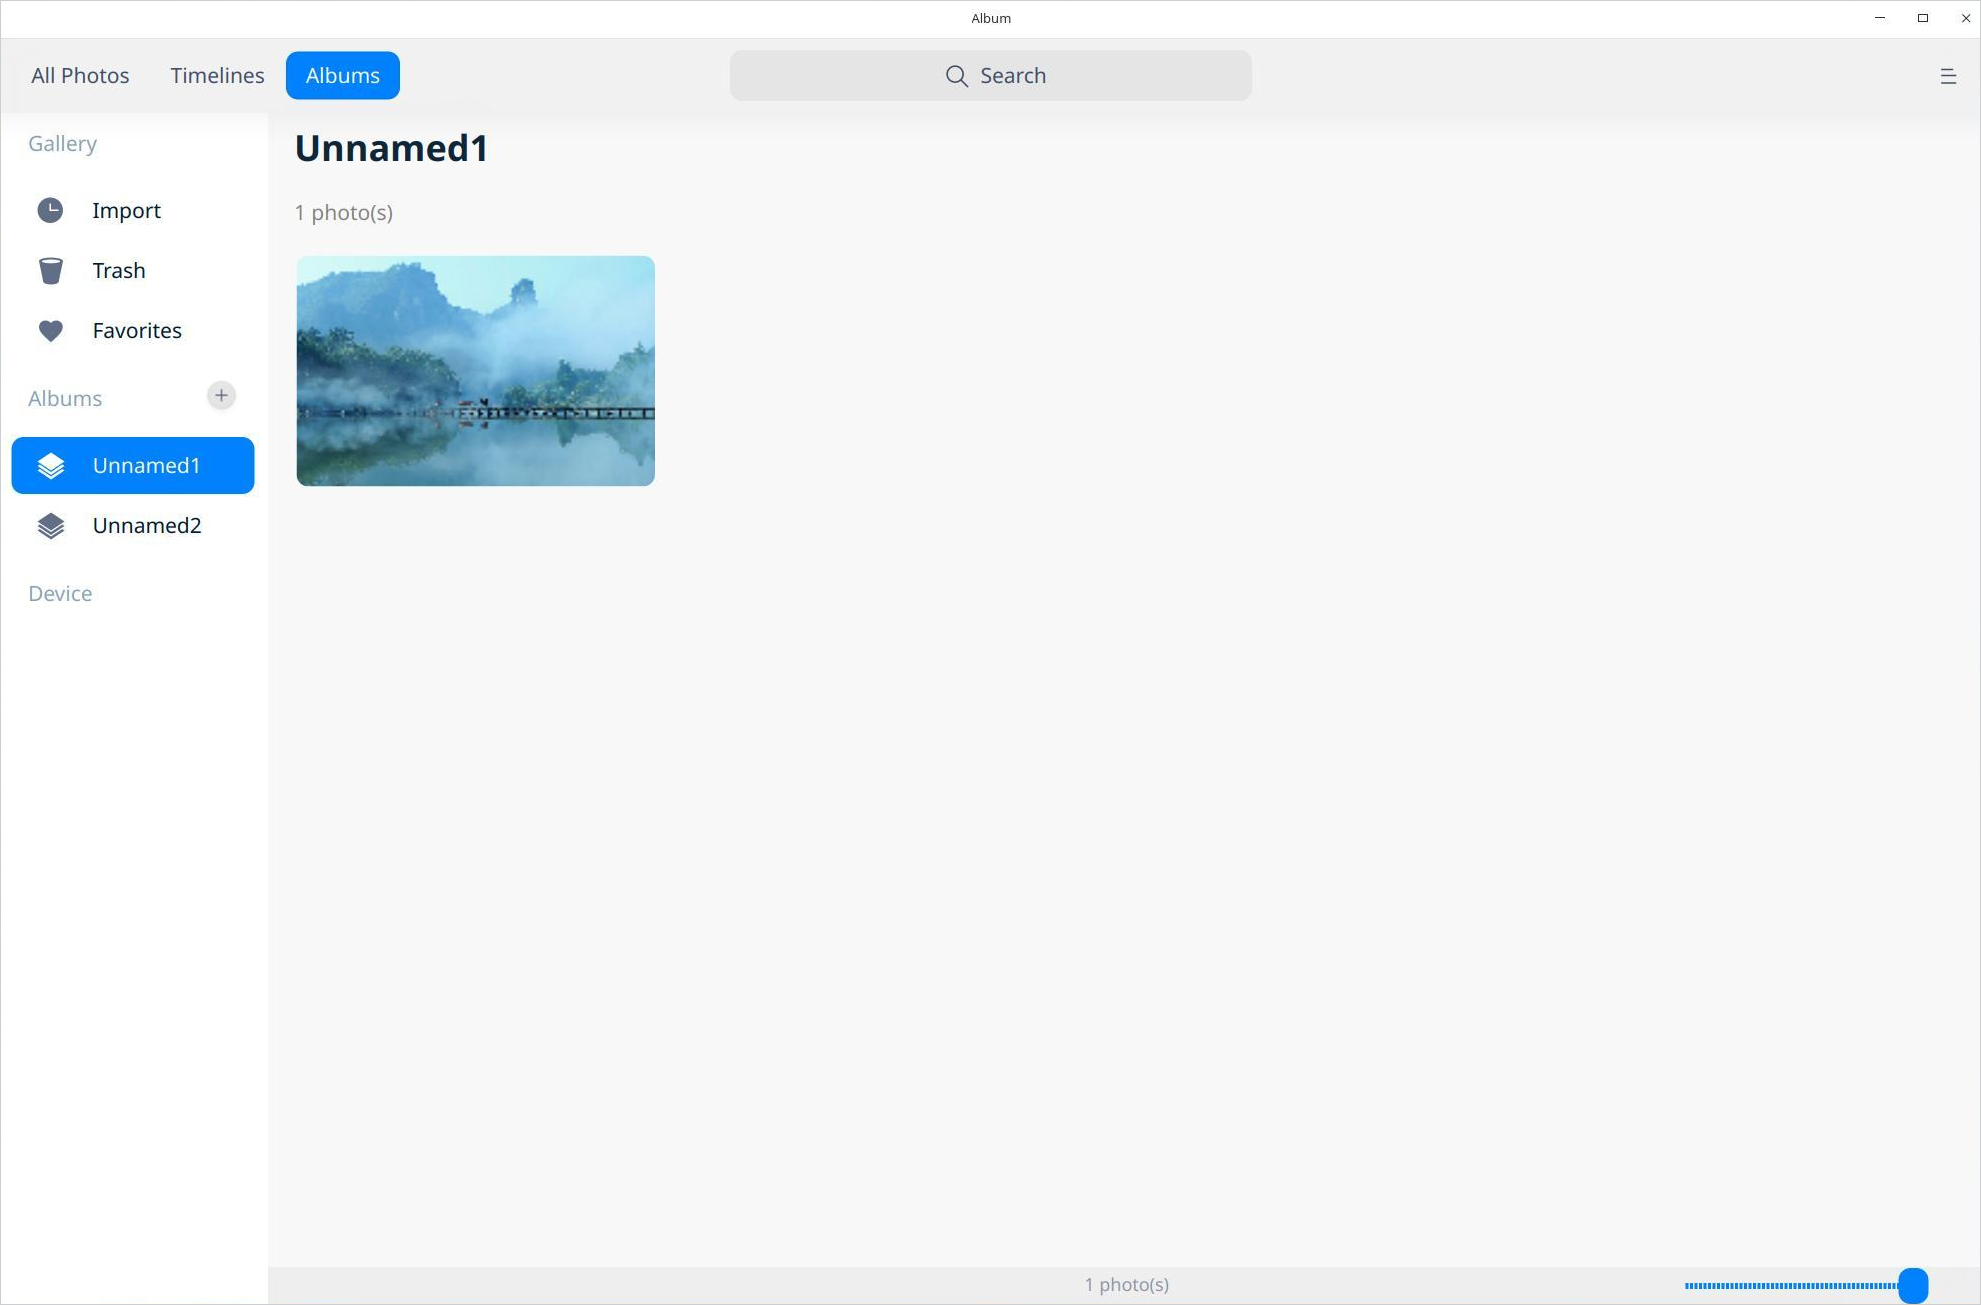 Album
All Photos
Timelines
Albums
Search
Gallery
Import
Trash
Favorites
Albums
Unnamed1
Unnamed2
Device
Unnamed1
1 photo(s)
1 photo(s)